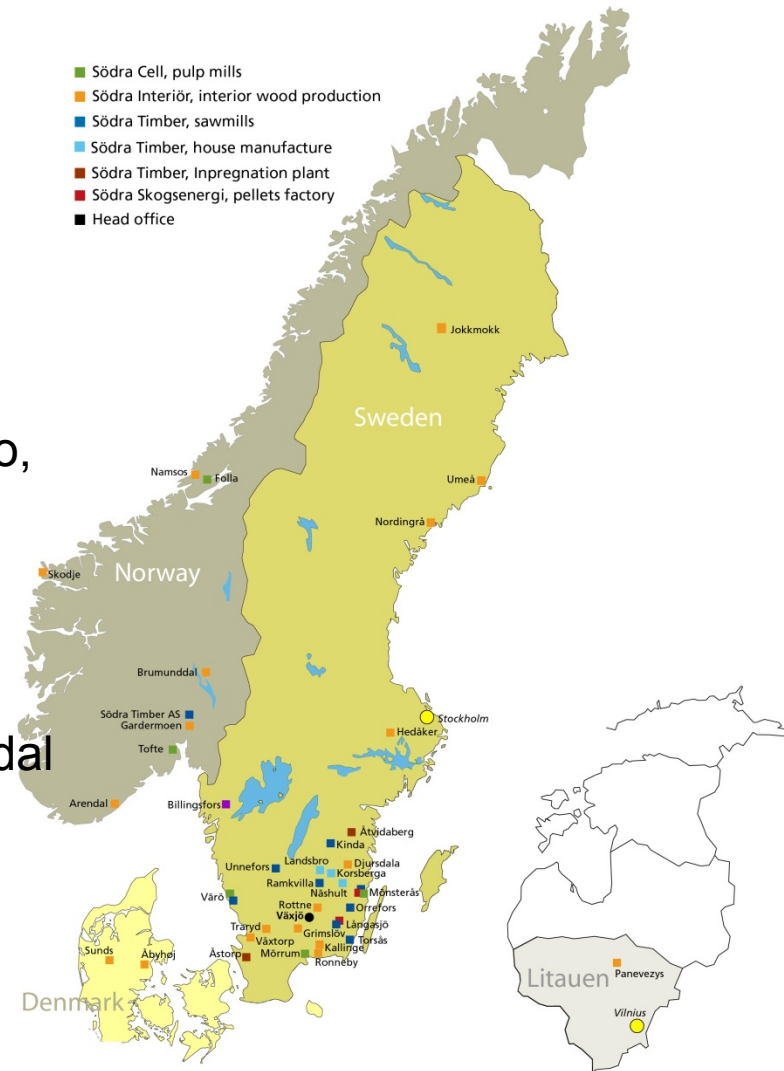 Södra Cell, pulp mills
Södra Interiör, interior wood production
Södra Timber, sawmills
Södra Timber, house manufacture
Södra Timber, Inpregnation plant
Södra Skogsenergi, pellets factory
Head office
Jokkmokk
Sweden
o,
Namsos
Folla
Umeå
Nordingrå
Norway
Skodje
Brumunddal
Södra Timber AS
Gardermoen
Stockholm
Hedåker
Tofte
dal
Arendal
Billingsfors
Åtvidaberg
Kinda
Landsbro
Djursdala
Unnefors
Korsberga
Ramkvilla
Näshult
Mönsterås
Värö
Rottne
Orrefors
Växjö
Långasjö
Traryd
Grimslöv
Torsås
Växtorp
Kallinge
Sunds
Åbyhøj
Åstorp
Mörrum
Ronneby
Denmark
Litauen
Panevezys
Vilnius